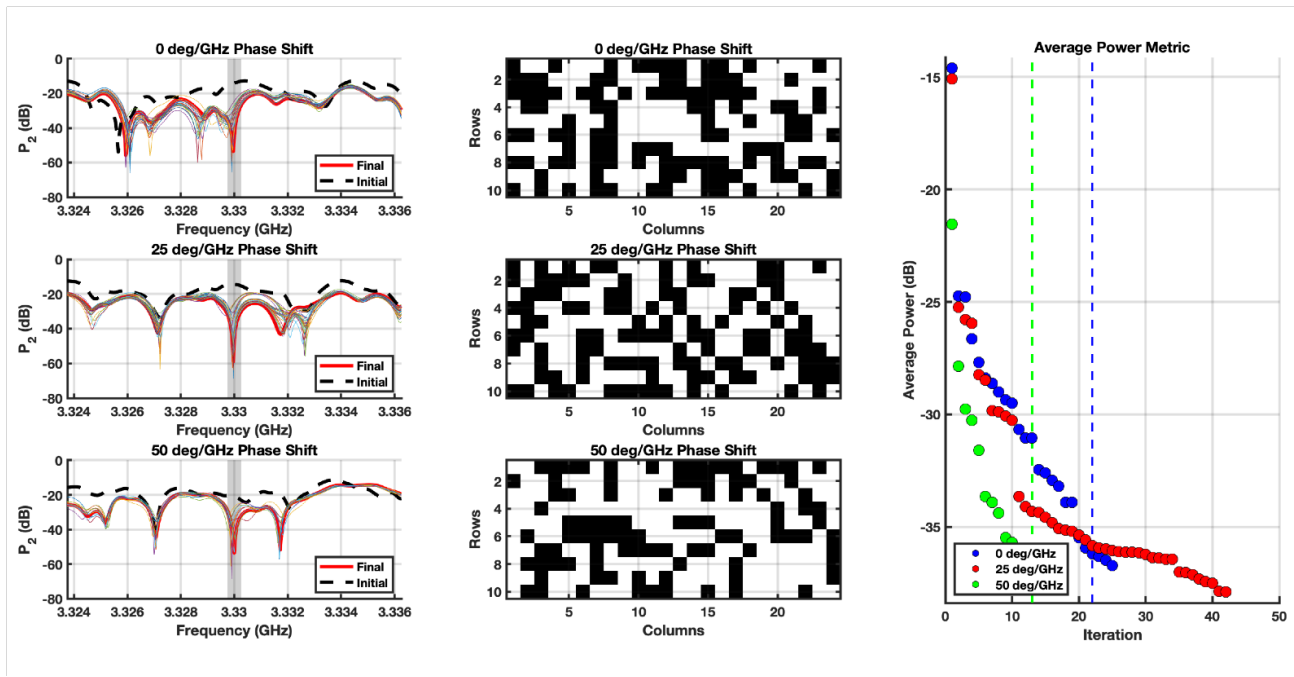 0 deg/GHz Phase Shift
0
-20
-40
-60
-80
P2 (dB)
Final
Initial
3.324 3.326 3.328 3.33 3.332 3.334 3.336
Frequency (GHz)
25 deg/GHz Phase Shift
0
-20
-40
-60
-80
P2 (dB)
Final
Initial
3.324 3.326 3.328 3.33 3.332 3.334 3.336
Frequency (GHz)
50 deg/GHz Phase Shift
0
-20
-40
-60
-80
P2 (dB)
Final
Initial
3.324 3.326 3.328 3.33 3.332 3.334 3.336
Frequency (GHz)
0 deg/GHz Phase Shift
2
4
6
8
10
Rows
5 10 15 20
Columns
25 deg/GHz Phase Shift
2
4
6
8
10
Rows
5 10 15 20
Columns
50 deg/GHz Phase Shift
2
4
6
8
10
Rows
5 10 15 20
Columns
Average Power Metric
-15
-20
-25
-30
-35
Average Power (dB)
0 deg/GHz
25 deg/GHz
50 deg/GHz
0 10 20 30 40 50
Iteration